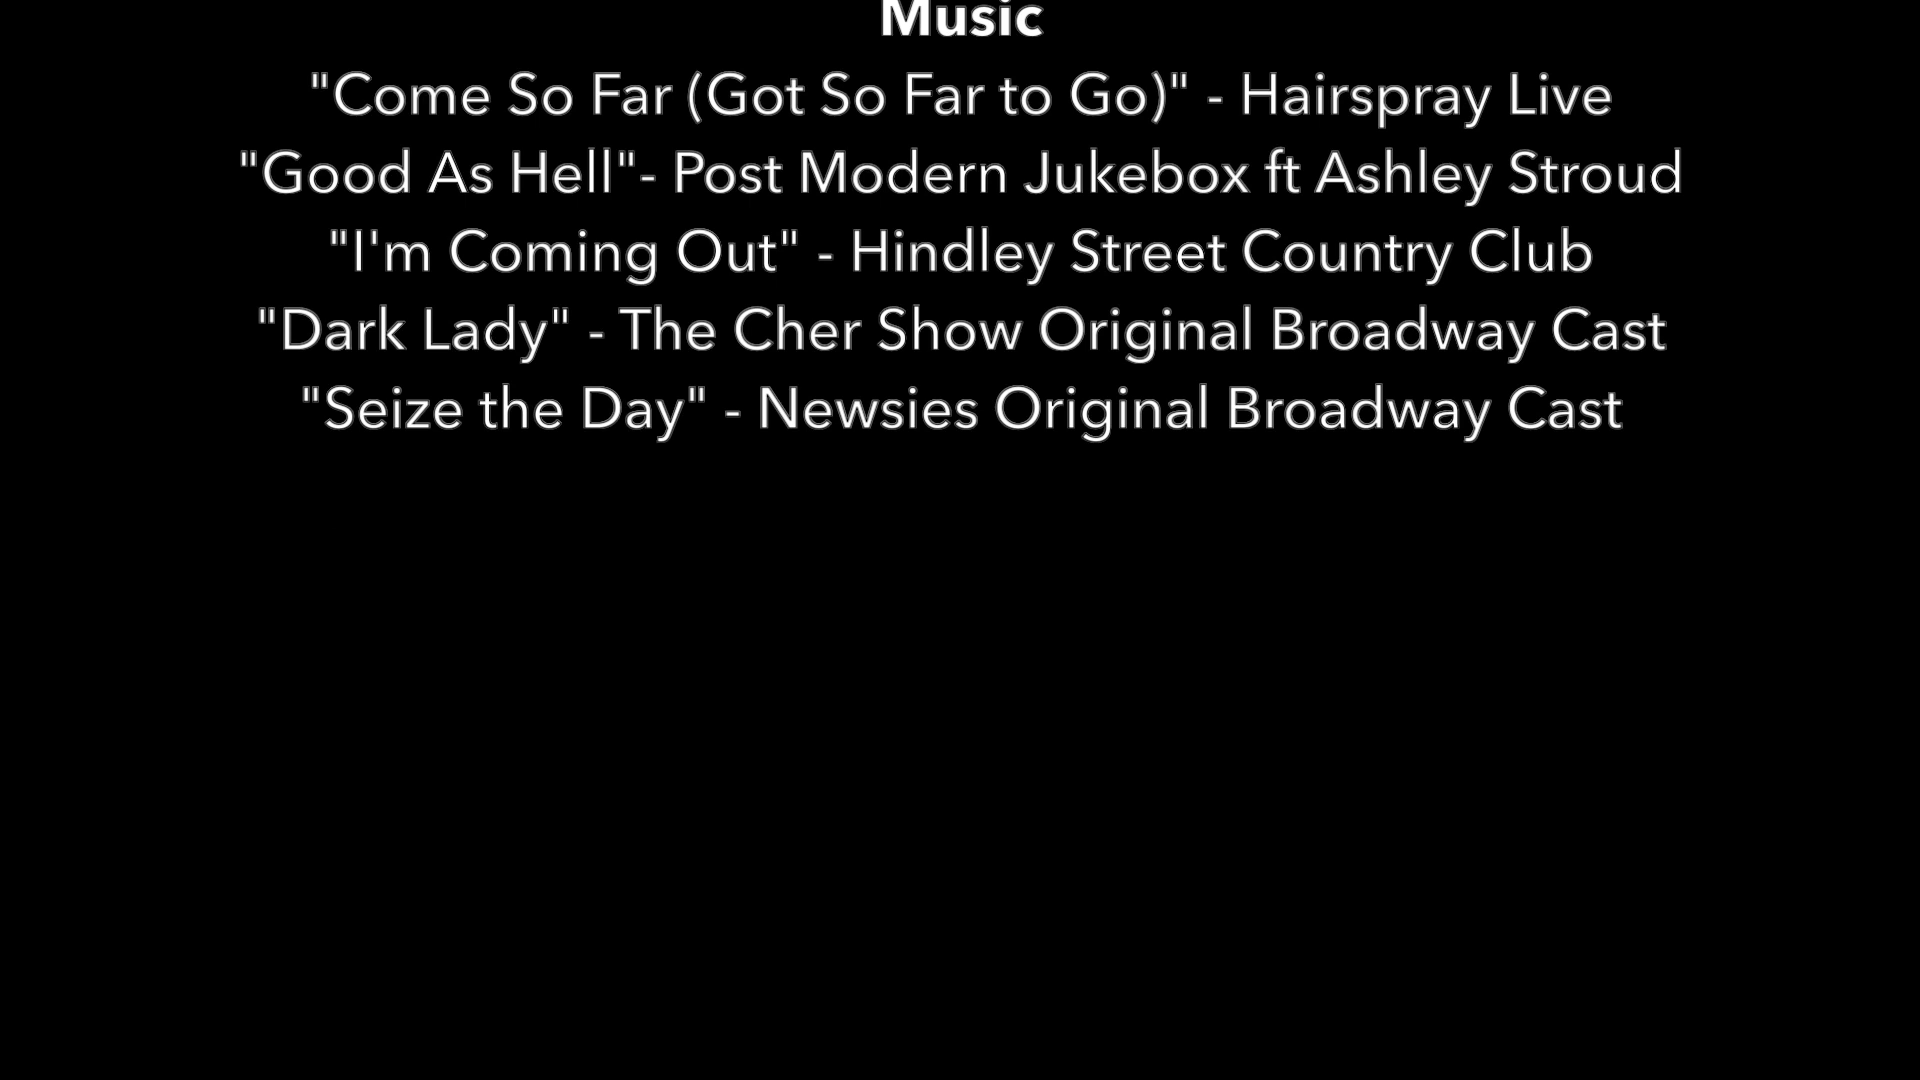 Music
"Come So Far (Got So Far to Go)" - Hairspray Live
"Good As Hell"- Post Modern Jukebox ft Ashley Stroud
"I'm Coming Out" - Hindley Street Country Club
"Dark Lady" - The Cher Show Original Broadway Cast
"Seize the Day" - Newsies Original Broadway Cast